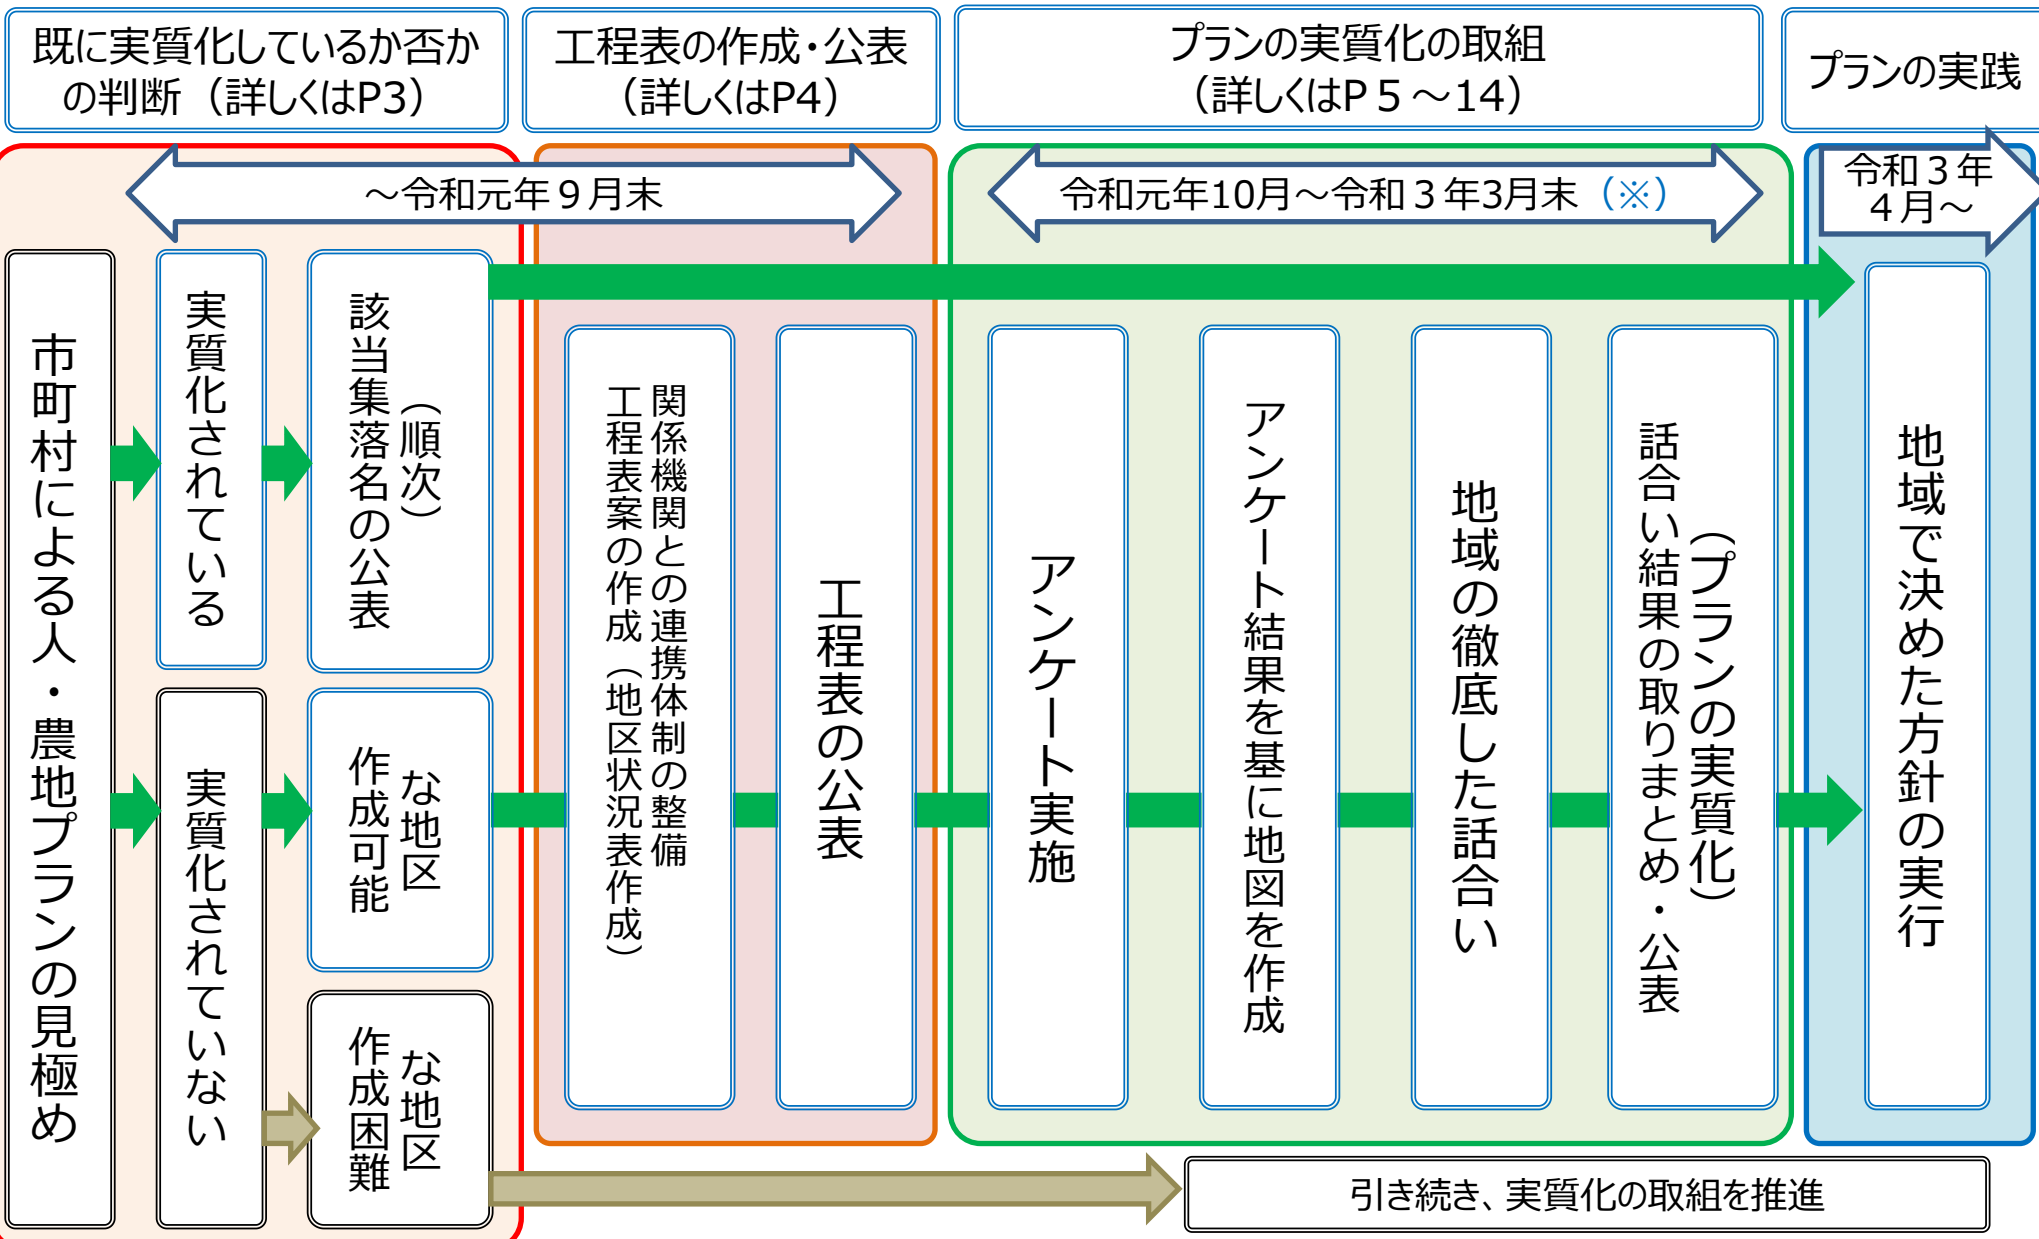 既に実質化しているか否か
の判断（詳しくはP3）
工程表の作成・公表
（詳しくはP4）
プランの実質化の取組
（詳しくはP５～14）
プランの実践
～令和元年９月末
令和元年10月～令和３年3月末（※）
令和３年
４月～
市町村による人・農地プランの見極め
実質化されている
該当集落名の公表
（順次）
実質化されていない
作成可能
な地区
作成困難
な地区
関係機関との連携体制の整備
工程表案の作成（地区状況表作成）
工程表の公表
アンケート実施
アンケート結果を基に地図を作成
地域の徹底した話合い
話合い結果の取りまとめ・公表
（プランの実質化）
地域で決めた方針の実行
引き続き、実質化の取組を推進